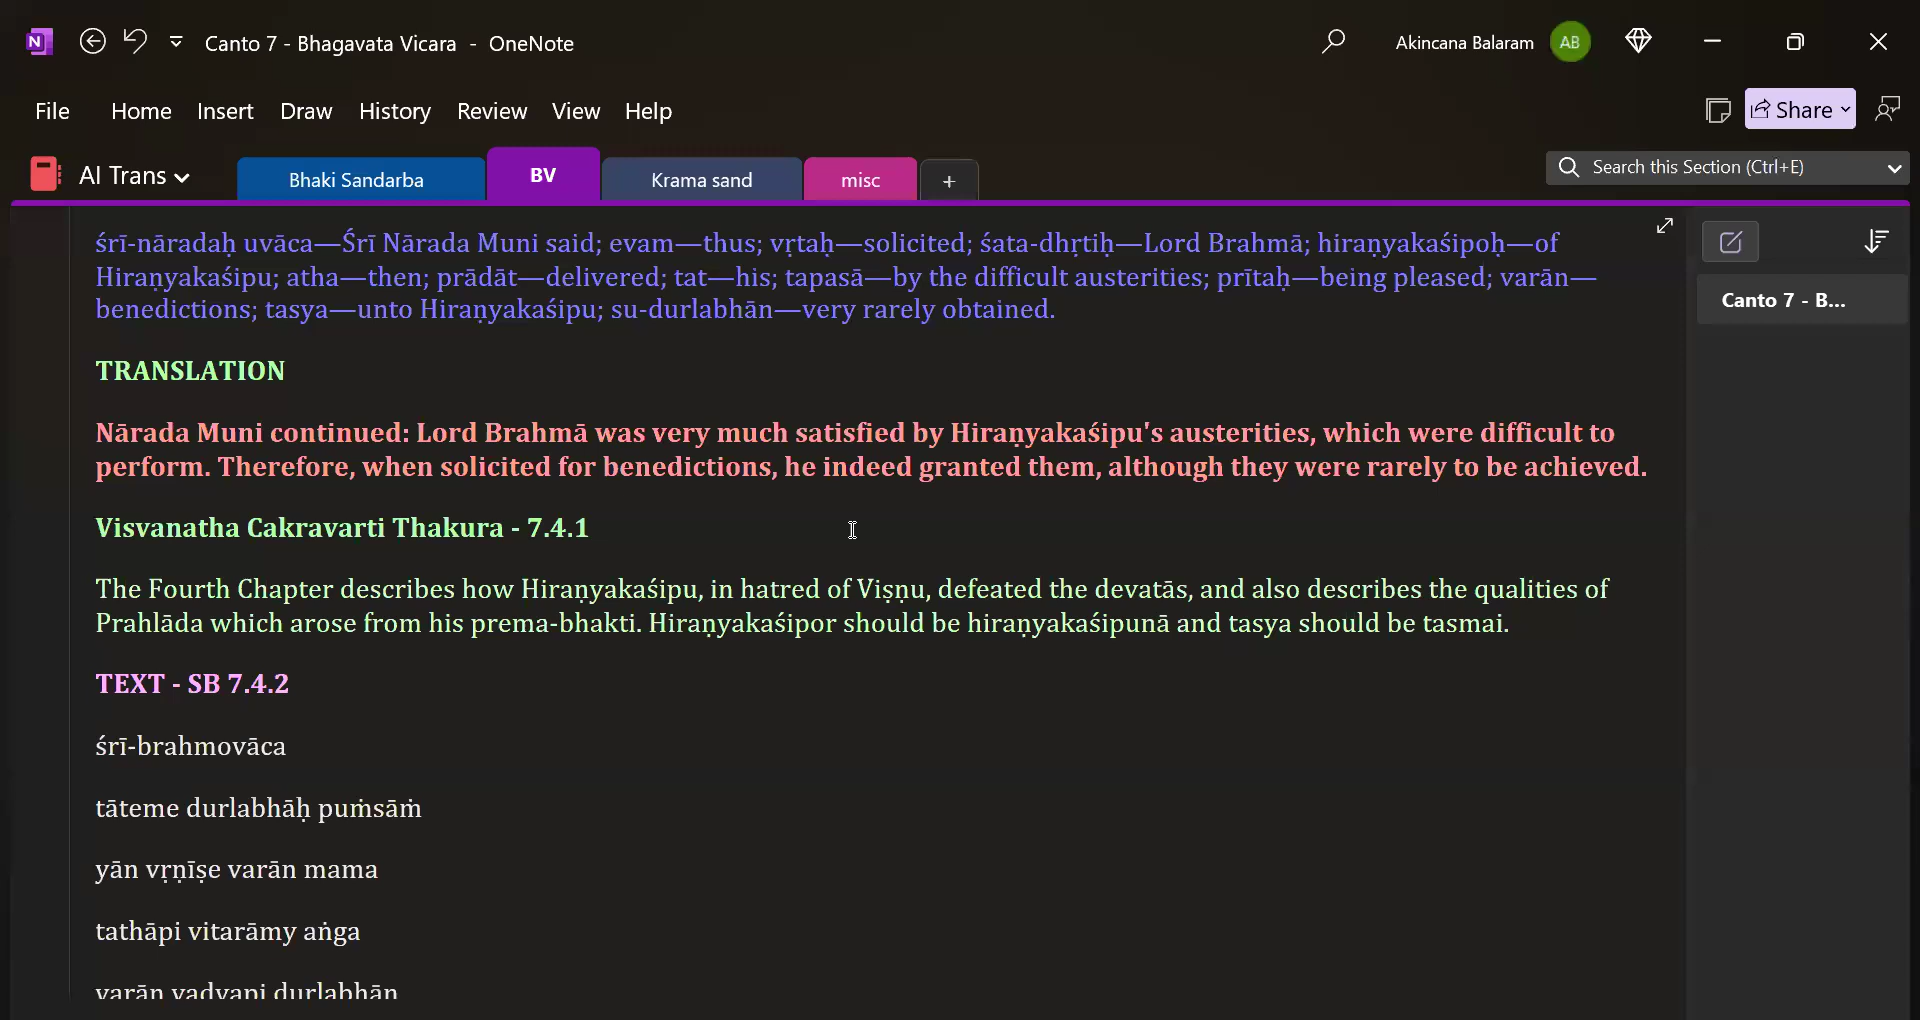 Canto 7 - Bhagavata Vicara - OneNote
Akincana Balaram AB
File Home Insert Draw History Review View Help
Share
AI Trans
Bhaki Sandarba
BV
Krama sand
misc
+
Search this Section (Ctrl+E)
Canto 7 - B...
śrī-nāradaḥ uvāca—Śrī Nārada Muni said; evam—thus; vṛtaḥ—solicited; śata-dhṛtiḥ—Lord Brahmā; hiraṇyakaśipoḥ—of
Hiraṇyakaśipu; atha—then; prādāt—delivered; tat—his; tapasā—by the difficult austerities; prītaḥ—being pleased; varān—
benedictions; tasya—unto Hiraṇyakaśipu; su-durlabhān—very rarely obtained.
TRANSLATION
Nārada Muni continued: Lord Brahmā was very much satisfied by Hiraṇyakaśipu's austerities, which were difficult to
perform. Therefore, when solicited for benedictions, he indeed granted them, although they were rarely to be achieved.
Visvanatha Cakravarti Thakura - 7.4.1
The Fourth Chapter describes how Hiraṇyakaśipu, in hatred of Viṣṇu, defeated the devatās, and also describes the qualities of
Prahlāda which arose from his prema-bhakti. Hiraṇyakaśipor should be hiraṇyakaśipunā and tasya should be tasmai.
TEXT - SB 7.4.2
śrī-brahmovāca
tāteme durlabhāḥ puṁsāṁ
yān vṛṇīṣe varān mama
tathāpi vitarāmy aṅga
varān yadyapi durlabhān